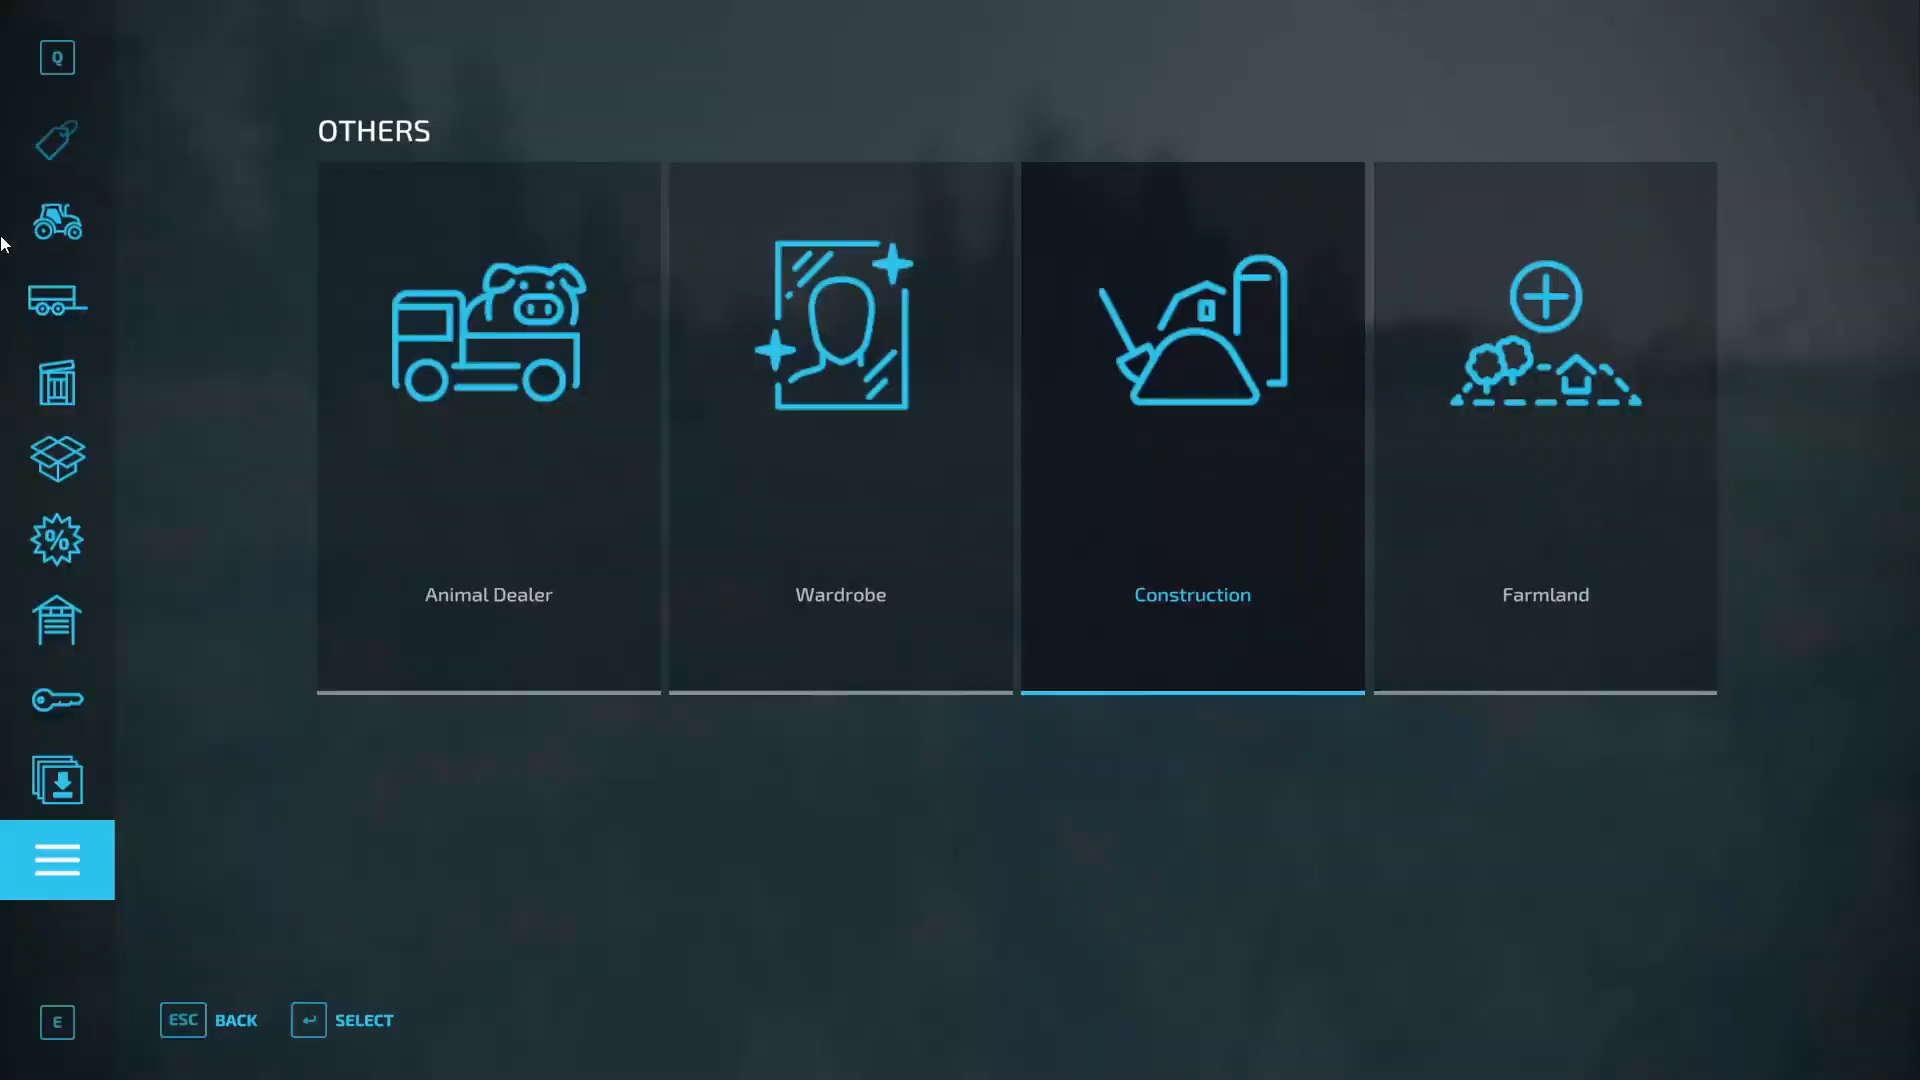 Q
OTHERS
%
Animal Dealer
Wardrobe
Construction
Farmland
E
ESC BACK
SELECT